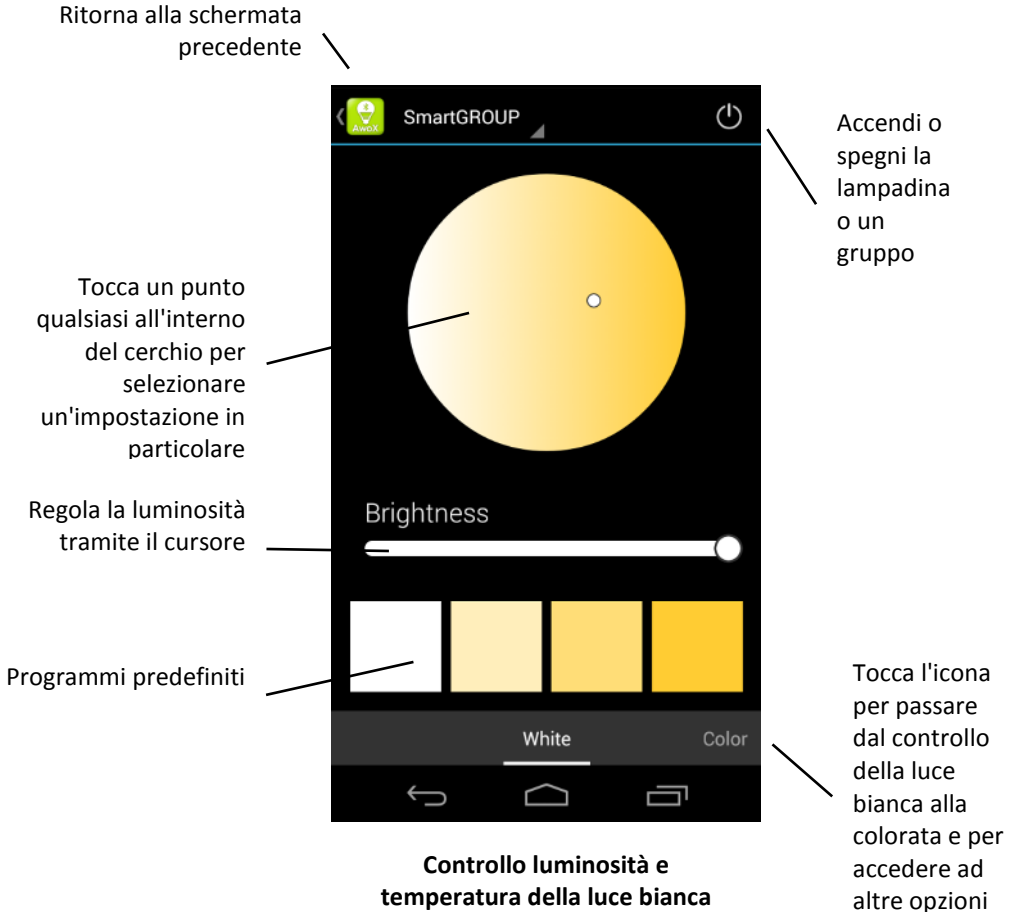 Ritorna alla schermata
precedente
AwoX
SmartGROUP
Accendi o
spegni la
lampadina
o un
gruppo
Tocca un punto
qualsiasi all'interno
del cerchio per
selezionare
un'impostazione in
particolare
Regola la luminosità
tramite il cursore
Brightness
Programmi predefiniti
White
Color
Tocca l'icona
per passare
dal controllo
della luce
bianca alla
colorata e per
accedere ad
altre opzioni
Controllo luminosità e
temperatura della luce bianca